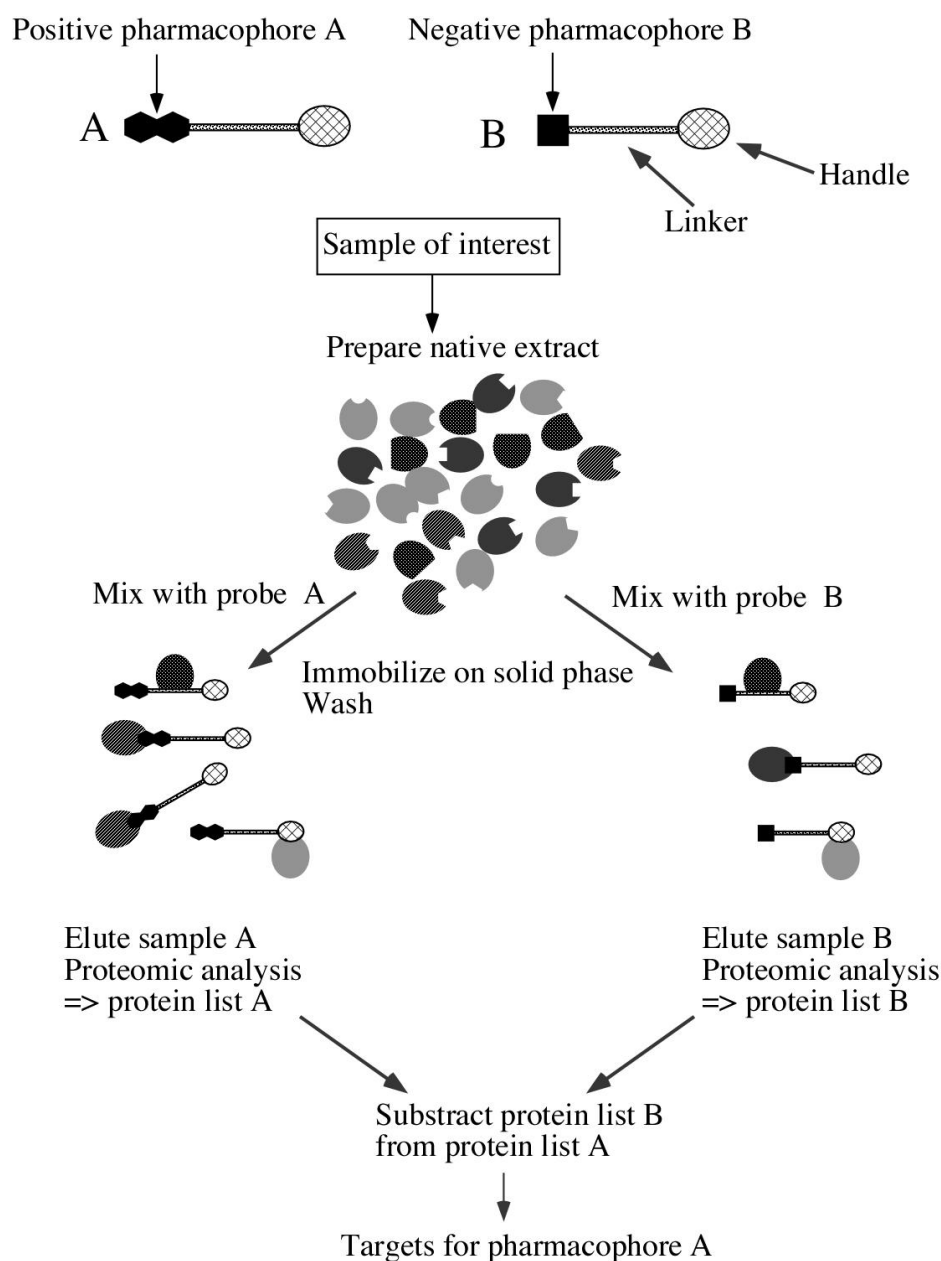 Positive pharmacophore A
Negative pharmacophore B
A
B
Handle
Linker
Sample of interest
Prepare native extract
Mix with probe A
Mix with probe B
Immobilize on solid phase
Wash
Elute sample A
Proteomic analysis
=> protein list A
Elute sample B
Proteomic analysis
=> protein list B
Substract protein list B
from protein list A
Targets for pharmacophore A